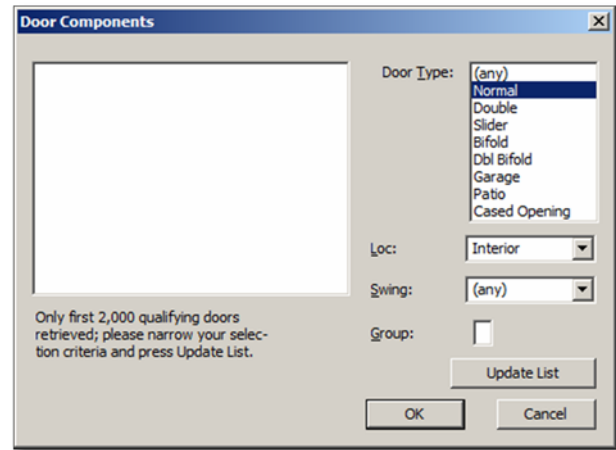 Door Components
Door Type:
(any)
Normal
Double
Slider
Bifold
Dbl Bifold
Garage
Patio
Cased Opening
Loc:
Interior
Swing:
(any)
Only first 2,000 qualifying doors
retrieved; please narrow your selec-
tion criteria and press Update List.
Group:
Update List
OK
Cancel